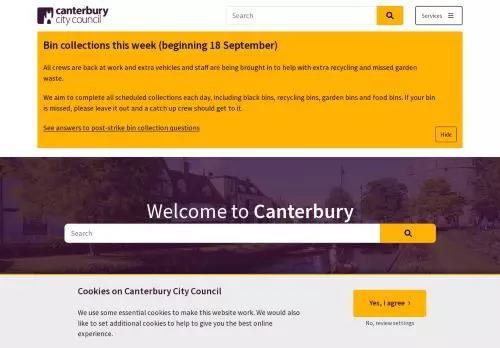 canterbury
city council
Search
Services
Bin collections this week (beginning 18 September)
All crews are back at work and extra vehicles and staff are being brought in to help with extra recycling and missed garden
waste.
We aim to complete all scheduled collections each day, including black bins, recycling bins, garden bins and food bins. If your bin
is missed, please leave it out and a catch up crew should get to it.
See answers to post-strike bin collection questions
Hide
Welcome to Canterbury
Search
Cookies on Canterbury City Council
We use some essential cookies to make this website work. We would also
like to set additional cookies to help to give you the best online
experience.
Yes, I agree ›
No, review settings